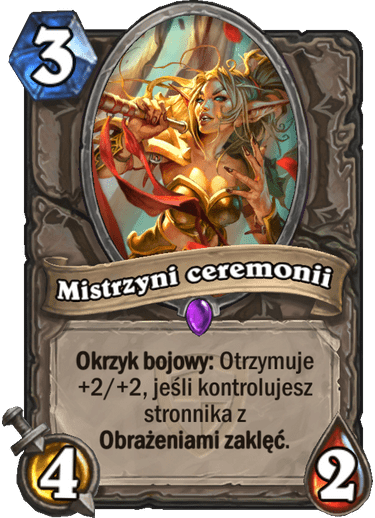 3
Mistrzyni ceremonii
Okrzyk bojowy: Otrzymuje
+2/+2, jeśli kontrolujesz
stronnika z
Obrażeniami zaklęć.
4
2